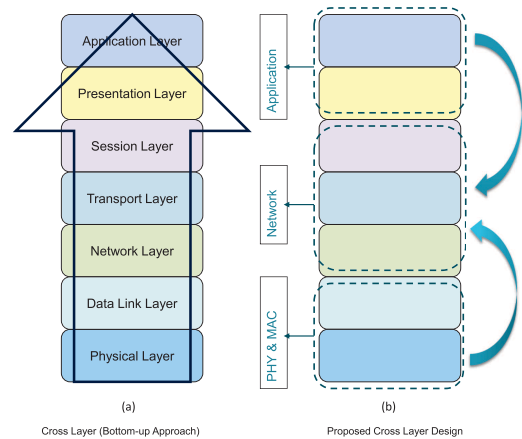 Application Layer
Presentation Layer
Session Layer
Transport Layer
Network Layer
Data Link Layer
Physical Layer
(a)
Cross Layer (Bottom-up Approach)
Application
Network
PHY & MAC
(b)
Proposed Cross Layer Design